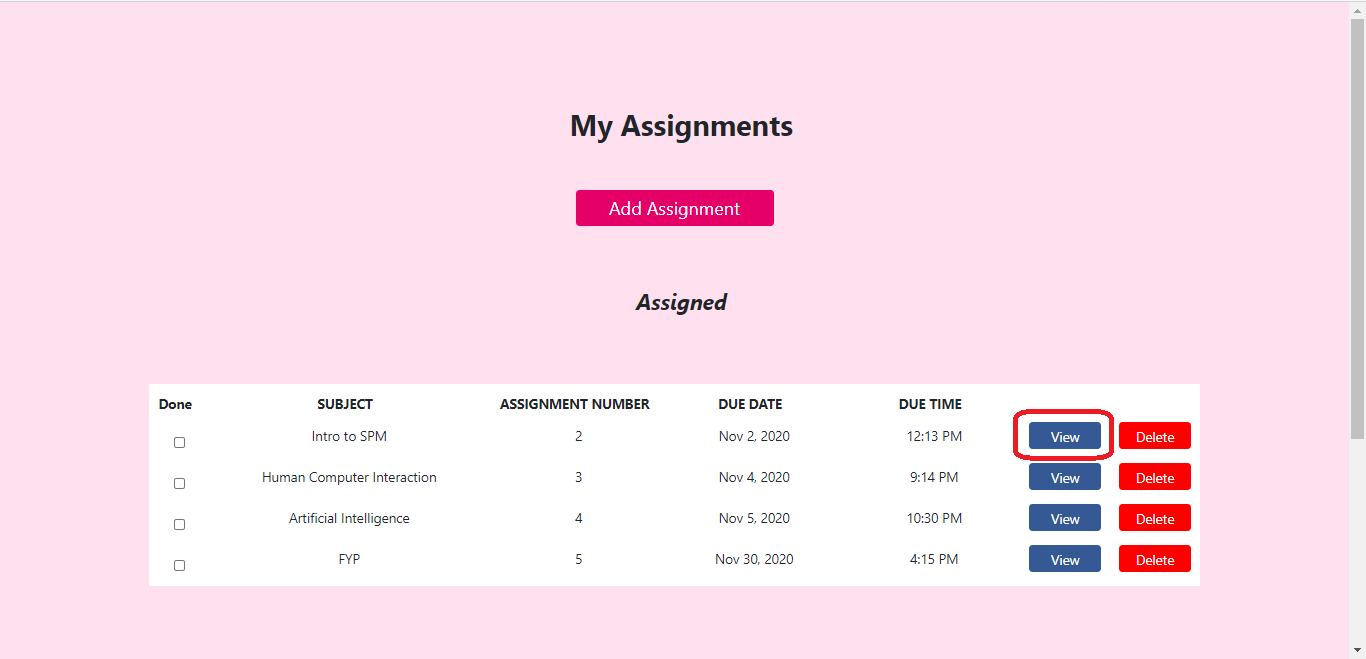 My Assignments
Add Assignment
Assigned
Done SUBJECT ASSIGNMENT NUMBER DUE DATE DUE TIME
Intro to SPM 2 Nov 2, 2020 12:13 PM View Delete
Human Computer Interaction 3 Nov 4, 2020 9:14 PM View Delete
Artificial Intelligence 4 Nov 5, 2020 10:30 PM View Delete
FYP 5 Nov 30, 2020 4:15 PM View Delete